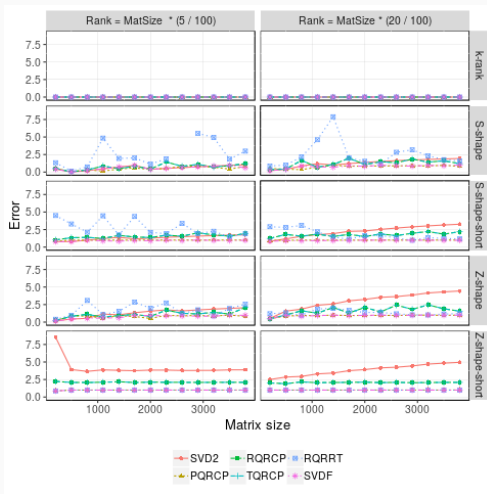 Rank = MatSize * (5 / 100)
Rank = MatSize * (20 / 100)
7.5
5.0
2.5
0.0
k-rank
7.5
5.0
2.5
0.0
S-shape
7.5
5.0
2.5
0.0
S-shape-short
7.5
5.0
2.5
0.0
Z-shape
7.5
5.0
2.5
0.0
Z-shape-short
Error
1000 2000 3000 1000 2000 3000
Matrix size
SVD2 RQRCP RQRRT
PQRCP TQRCP SVDF